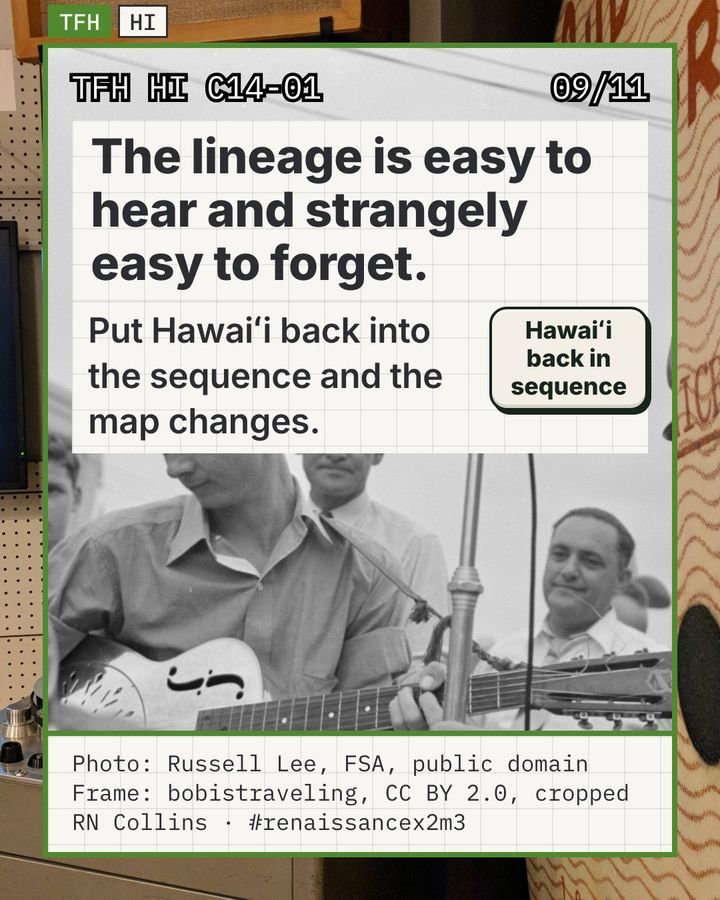 TFH HI
TFH HI C14-01
09/11
The lineage is easy to
hear and strangely
easy to forget.
Put Hawaiʻi back into
the sequence and the
map changes.
Hawaiʻi
back in
sequence
Photo: Russell Lee, FSA, public domain
Frame: bobistraveling, CC BY 2.0, cropped
RN Collins · #renaissancex2m3